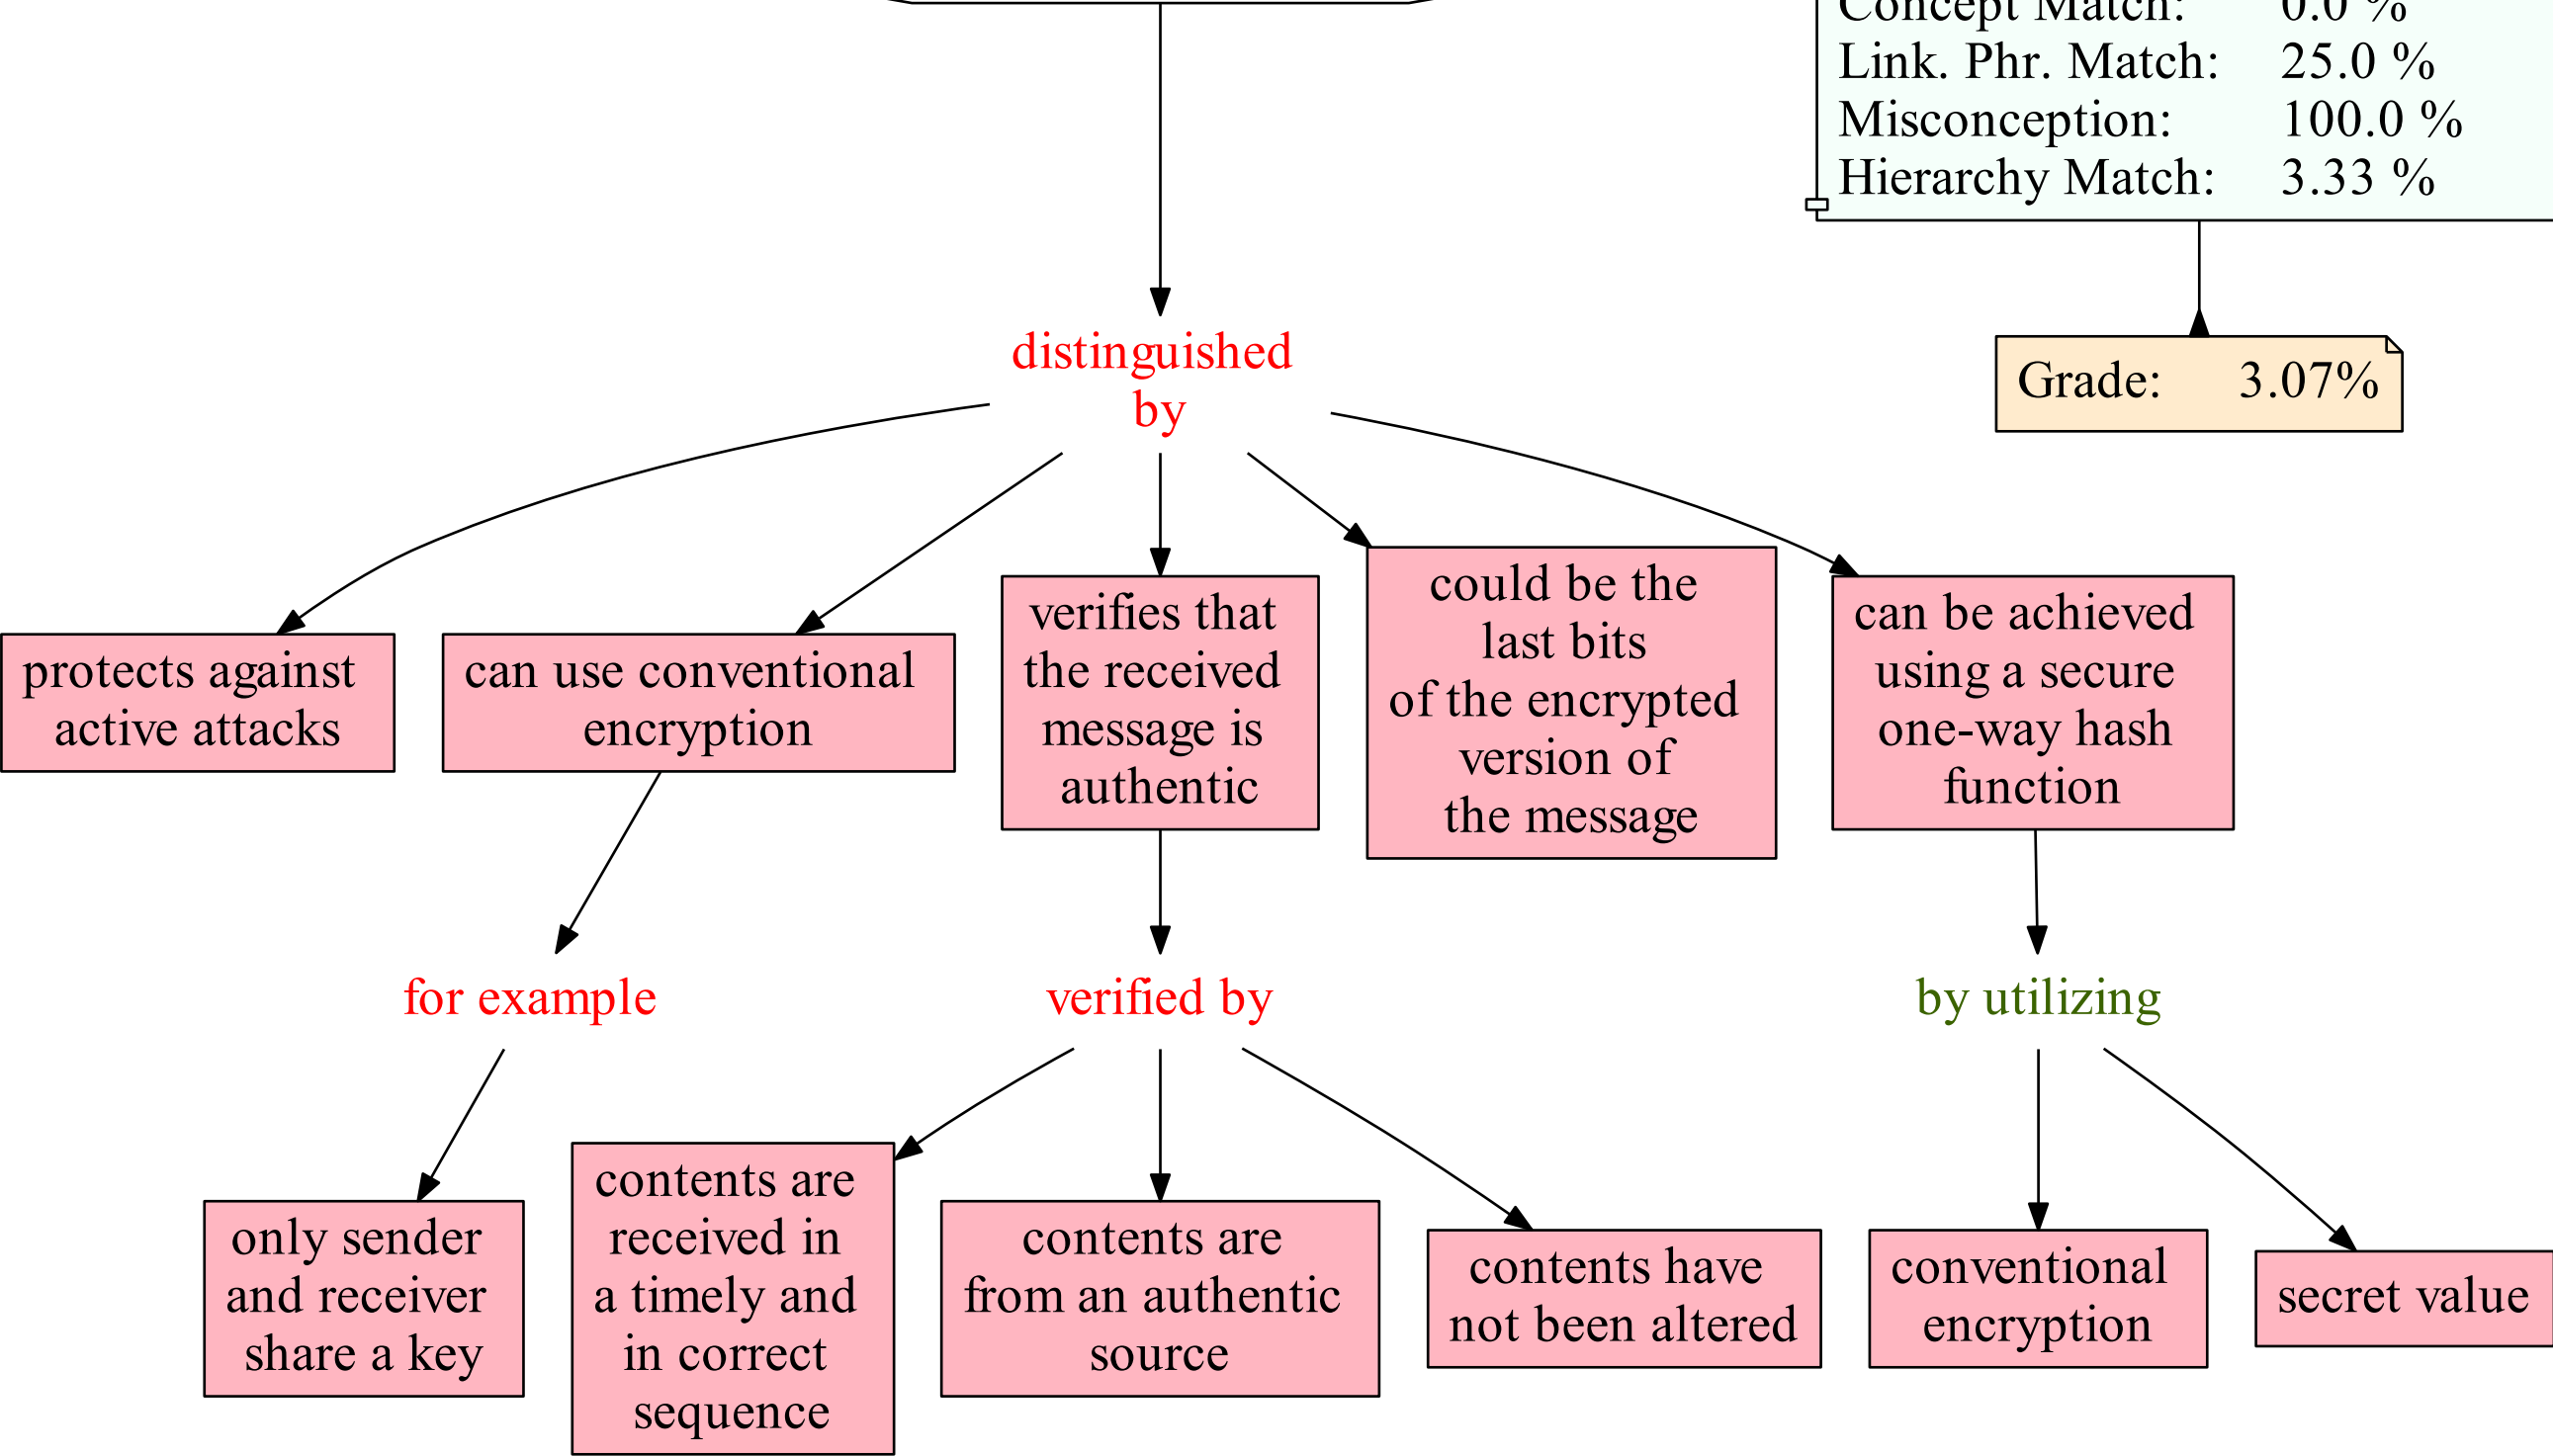 Concept Match: 0.0 %
Link. Phr. Match: 25.0 %
Misconception: 100.0 %
Hierarchy Match: 3.33 %
Grade: 3.07%
distinguished
by
protects against
active attacks
can use conventional
encryption
verifies that
the received
message is
authentic
could be the
last bits
of the encrypted
version of
the message
can be achieved
using a secure
one-way hash
function
for example
verified by
by utilizing
only sender
and receiver
share a key
contents are
received in
a timely and
in correct
sequence
contents are
from an authentic
source
contents have
not been altered
conventional
encryption
secret value